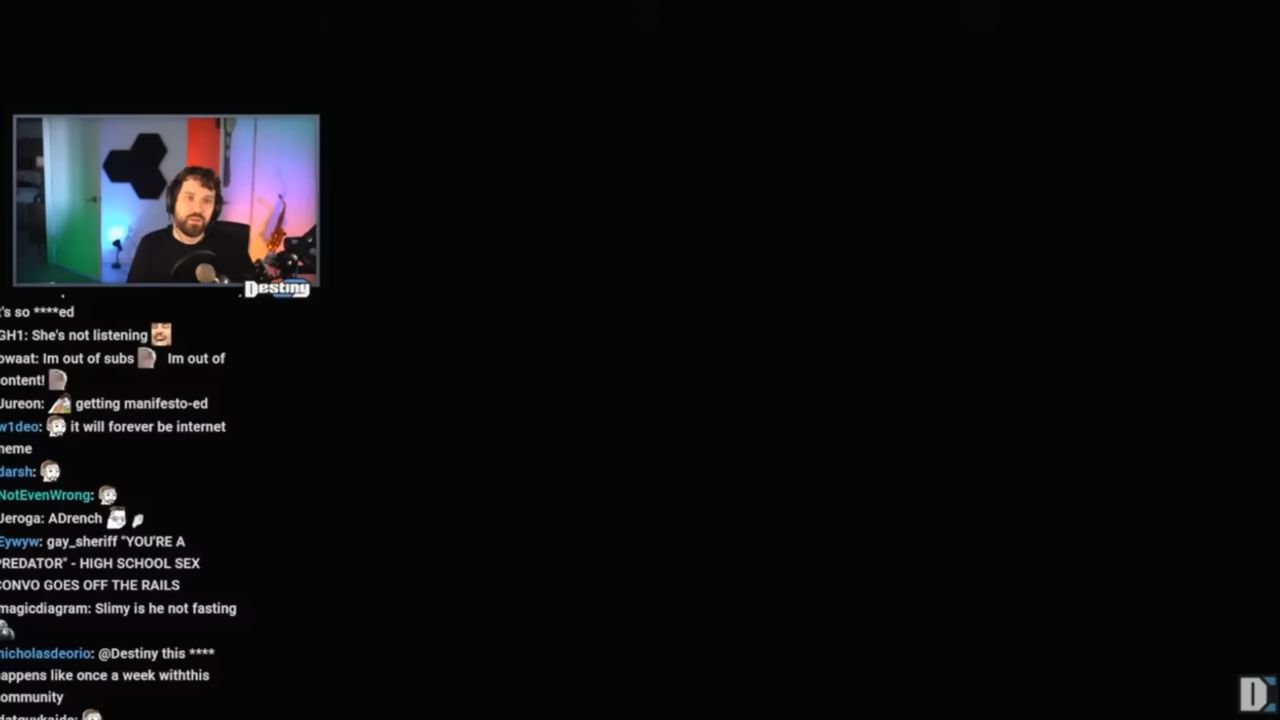 Destiny
t's so ****ed
GH1: She's not listening
owaat: Im out of subs Im out of
ontent!
Jureon: getting manifesto-ed
w1deo: it will forever be internet
neme
darsh:
NotEvenWrong:
Jeroga: ADrench
Eywyw: gay_sheriff "YOU'RE A
PREDATOR" - HIGH SCHOOL SEX
CONVO GOES OFF THE RAILS
magicdiagram: Slimy is he not fasting
nicholasdeorio: @Destiny this ****
appens like once a week withthis
ommunity
datguykaide:
D